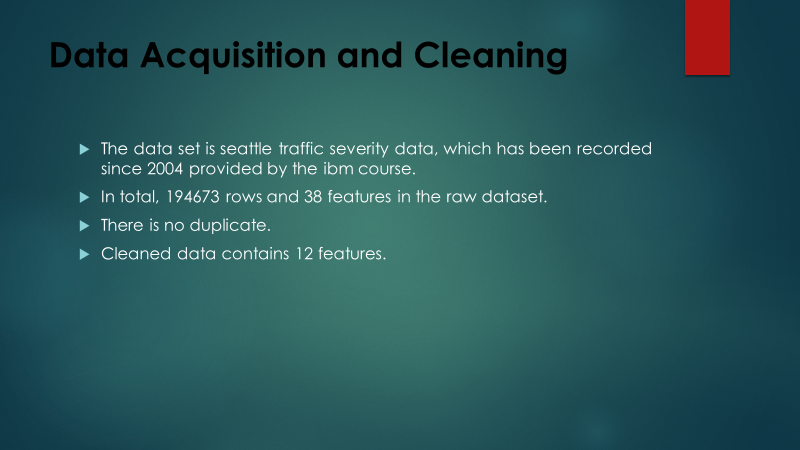 Data Acquisition and Cleaning
The data set is seattle traffic severity data, which has been recorded
since 2004 provided by the ibm course.
In total, 194673 rows and 38 features in the raw dataset.
There is no duplicate.
Cleaned data contains 12 features.